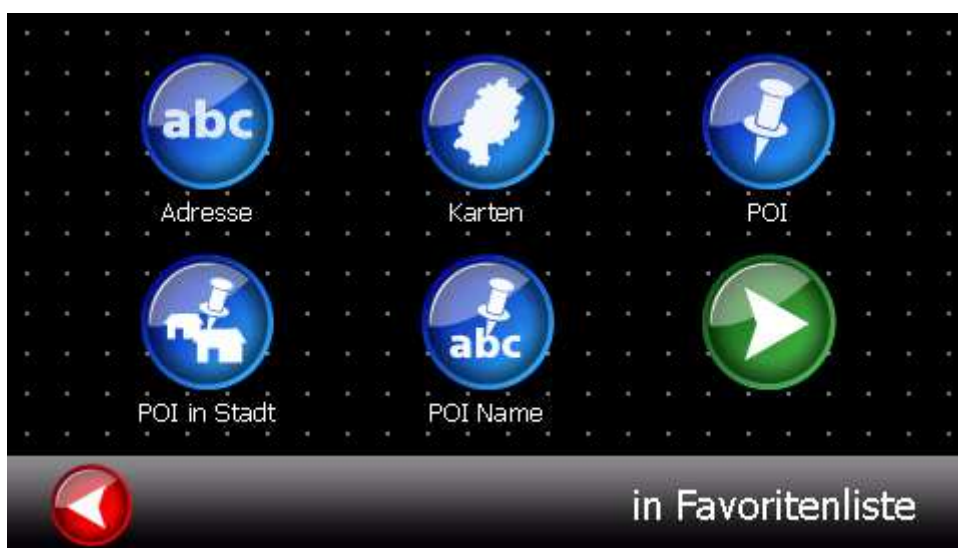 abc
Adresse
Karten
POI
POI in Stadt
abc
POI Name
in Favoritenliste